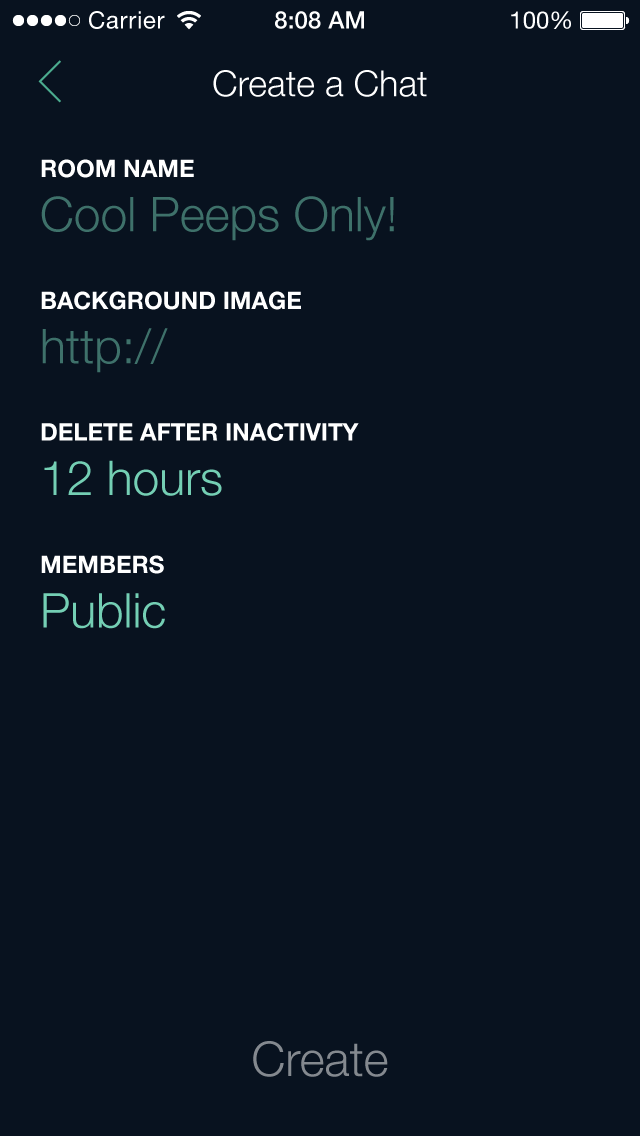 Carrier 8:08 AM 100%
Create a Chat
ROOM NAME
Cool Peeps Only!
BACKGROUND IMAGE
http://
DELETE AFTER INACTIVITY
12 hours
MEMBERS
Public
Create